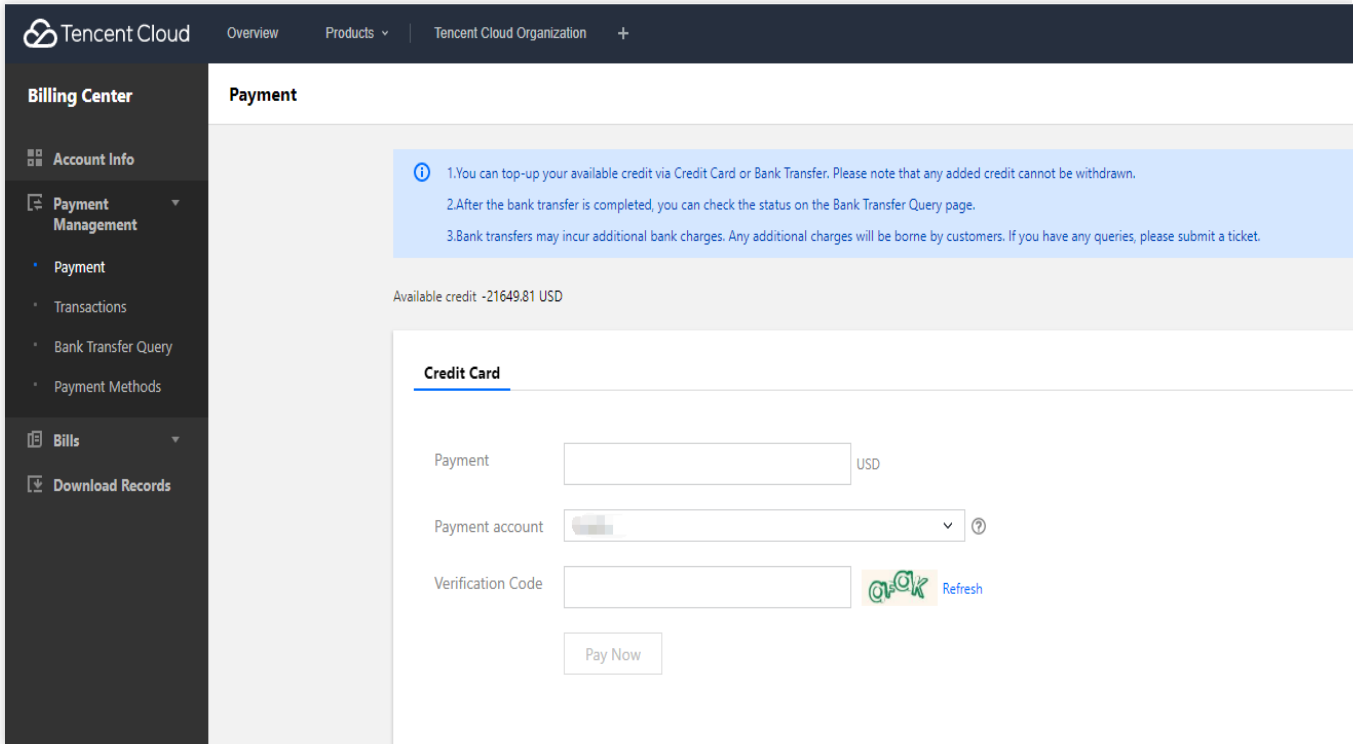 Tencent Cloud Overview Products Tencent Cloud Organization +
Billing Center
Payment
Account Info
Payment Management
Payment
Transactions
Bank Transfer Query
Payment Methods
Bills
Download Records
1.You can top-up your available credit via Credit Card or Bank Transfer. Please note that any added credit cannot be withdrawn.
2.After the bank transfer is completed, you can check the status on the Bank Transfer Query page.
3.Bank transfers may incur additional bank charges. Any additional charges will be borne by customers. If you have any queries, please submit a ticket.
Available credit -21649.81 USD
Credit Card
Payment USD
Payment account
Verification Code Refresh
Pay Now